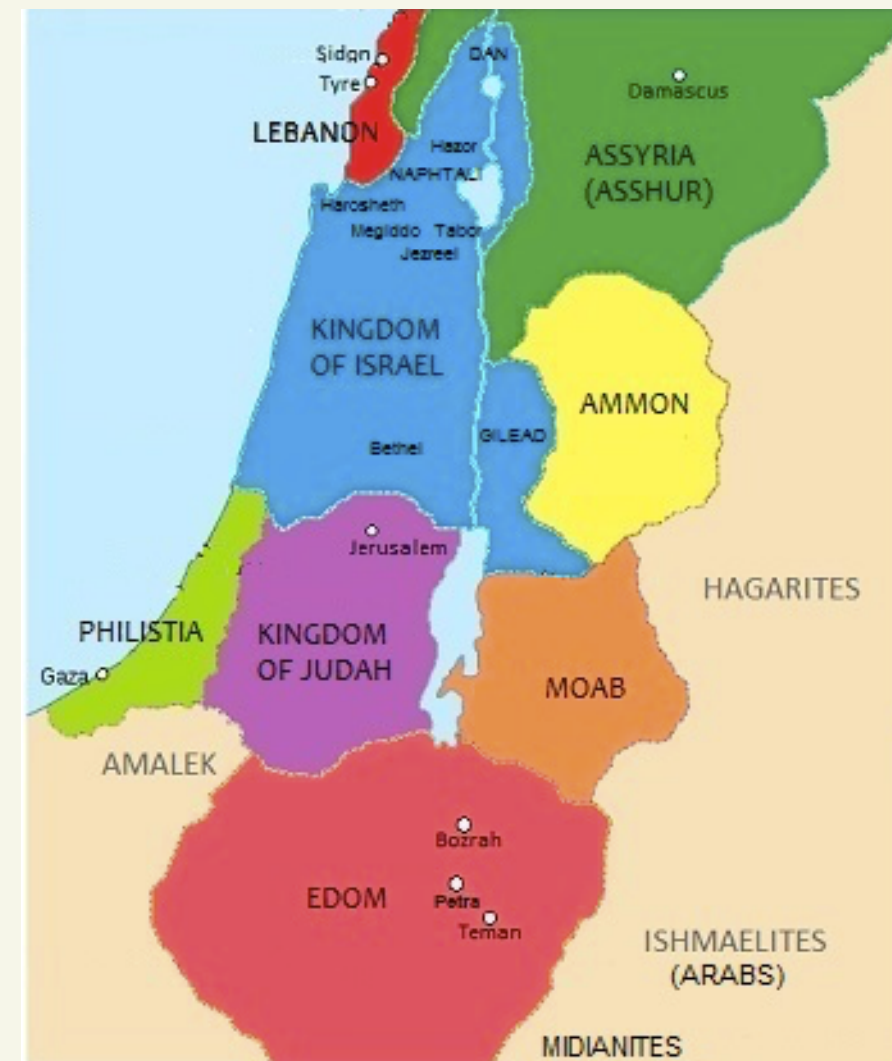 Sidon
DAN
Tyre
Damascus
LEBANON
Hazor
ASSYRIA
(ASSHUR)
NAPHTALI
Harosheth
Megiddo Tabor
Jezreel
KINGDOM
OF ISRAEL
AMMON
GILEAD
Bethel
Jerusalem
HAGARITES
PHILISTIA
KINGDOM
OF JUDAH
Gaza
MOAB
AMALEK
Bozrah
EDOM
Petra
Teman
ISHMAELITES
(ARABS)
MIDIANITES